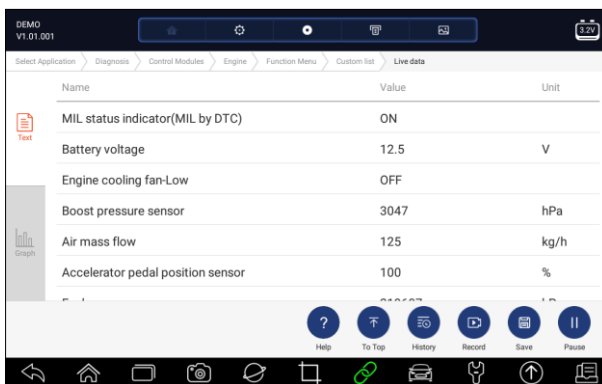 DEMO
V1.01.001
3.2V
Select Application Diagnosis Control Modules Engine Function Menu Custom list Live data
Name Value Unit
Text
MIL status indicator(MIL by DTC) ON
Battery voltage 12.5 V
Engine cooling fan-Low OFF
Boost pressure sensor 3047 hPa
Graph
Air mass flow 125 kg/h
Accelerator pedal position sensor 100 %
Help To Top History Record Save Pause